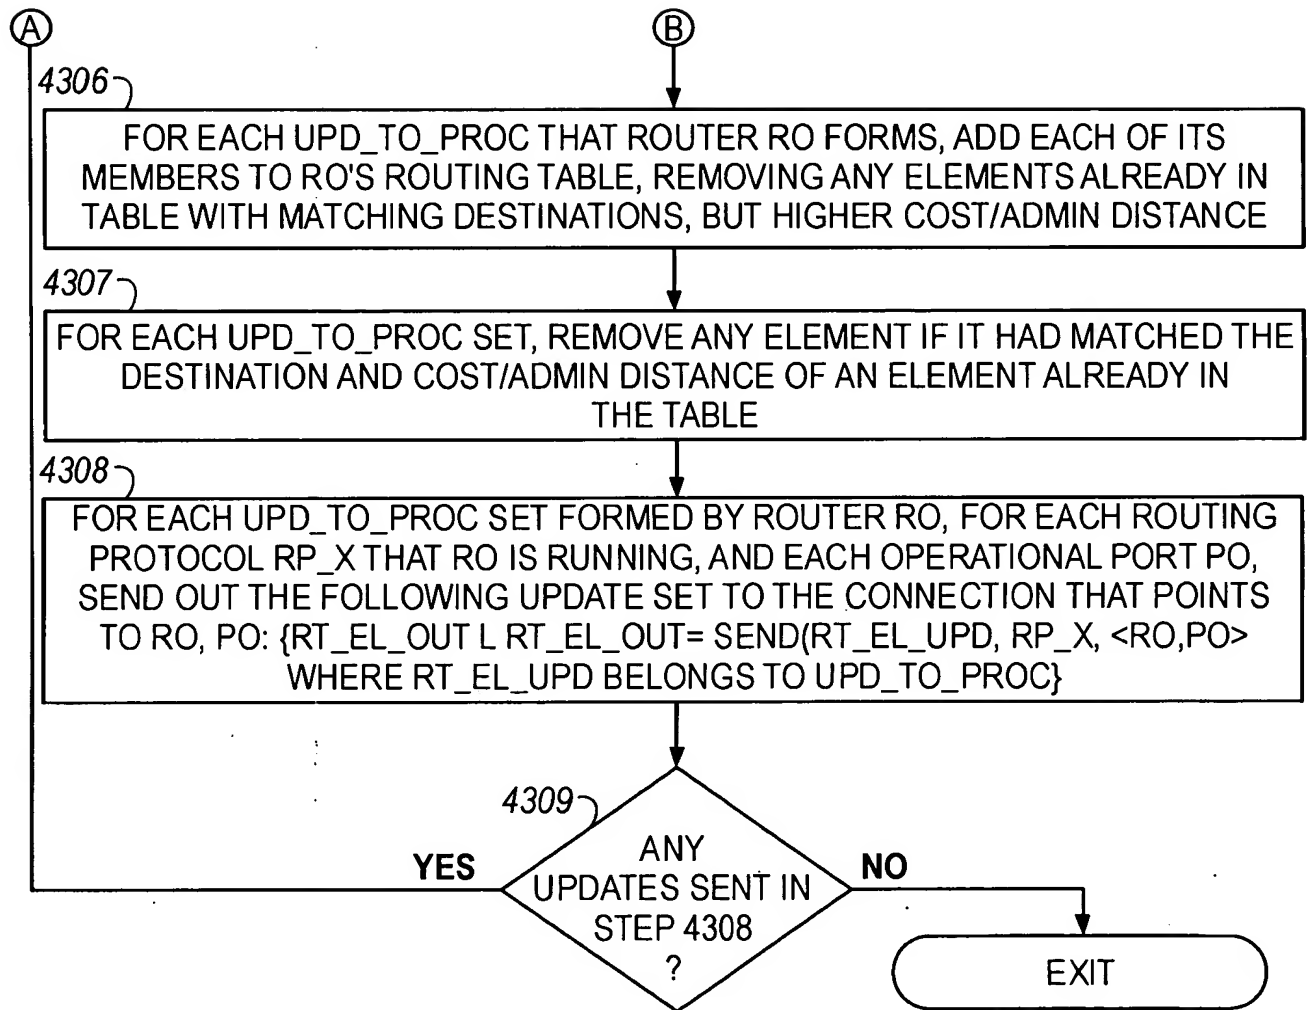 A
B
4306
FOR EACH UPD_TO_PROC THAT ROUTER RO FORMS, ADD EACH OF ITS
MEMBERS TO RO'S ROUTING TABLE, REMOVING ANY ELEMENTS ALREADY IN
TABLE WITH MATCHING DESTINATIONS, BUT HIGHER COST/ADMIN DISTANCE
4307
FOR EACH UPD_TO_PROC SET, REMOVE ANY ELEMENT IF IT HAD MATCHED THE
DESTINATION AND COST/ADMIN DISTANCE OF AN ELEMENT ALREADY IN
THE TABLE
4308
FOR EACH UPD_TO_PROC SET FORMED BY ROUTER RO, FOR EACH ROUTING
PROTOCOL RP_X THAT RO IS RUNNING, AND EACH OPERATIONAL PORT PO,
SEND OUT THE FOLLOWING UPDATE SET TO THE CONNECTION THAT POINTS
TO RO, PO: {RT_EL_OUT L RT_EL_OUT= SEND(RT_EL_UPD, RP_X, <RO,PO>
WHERE RT_EL_UPD BELONGS TO UPD_TO_PROC}
4309
ANY
UPDATES SENT IN
STEP 4308
?
YES
NO
EXIT